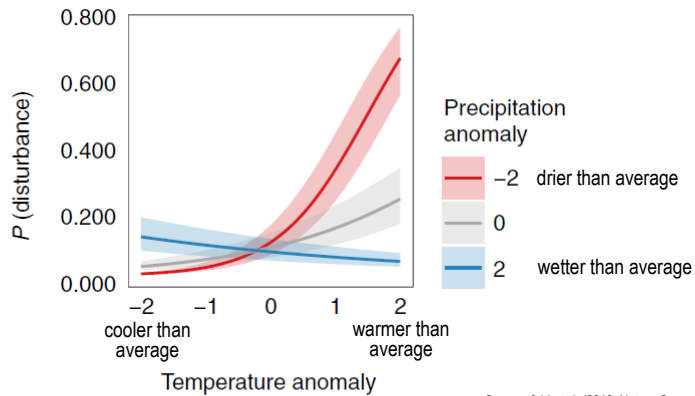 0.800
0.600
0.400
0.200
0.000
P (disturbance)
−2 −1 0 1 2
cooler than
average
warmer than
average
Temperature anomaly
Precipitation
anomaly
−2 drier than average
0
2 wetter than average